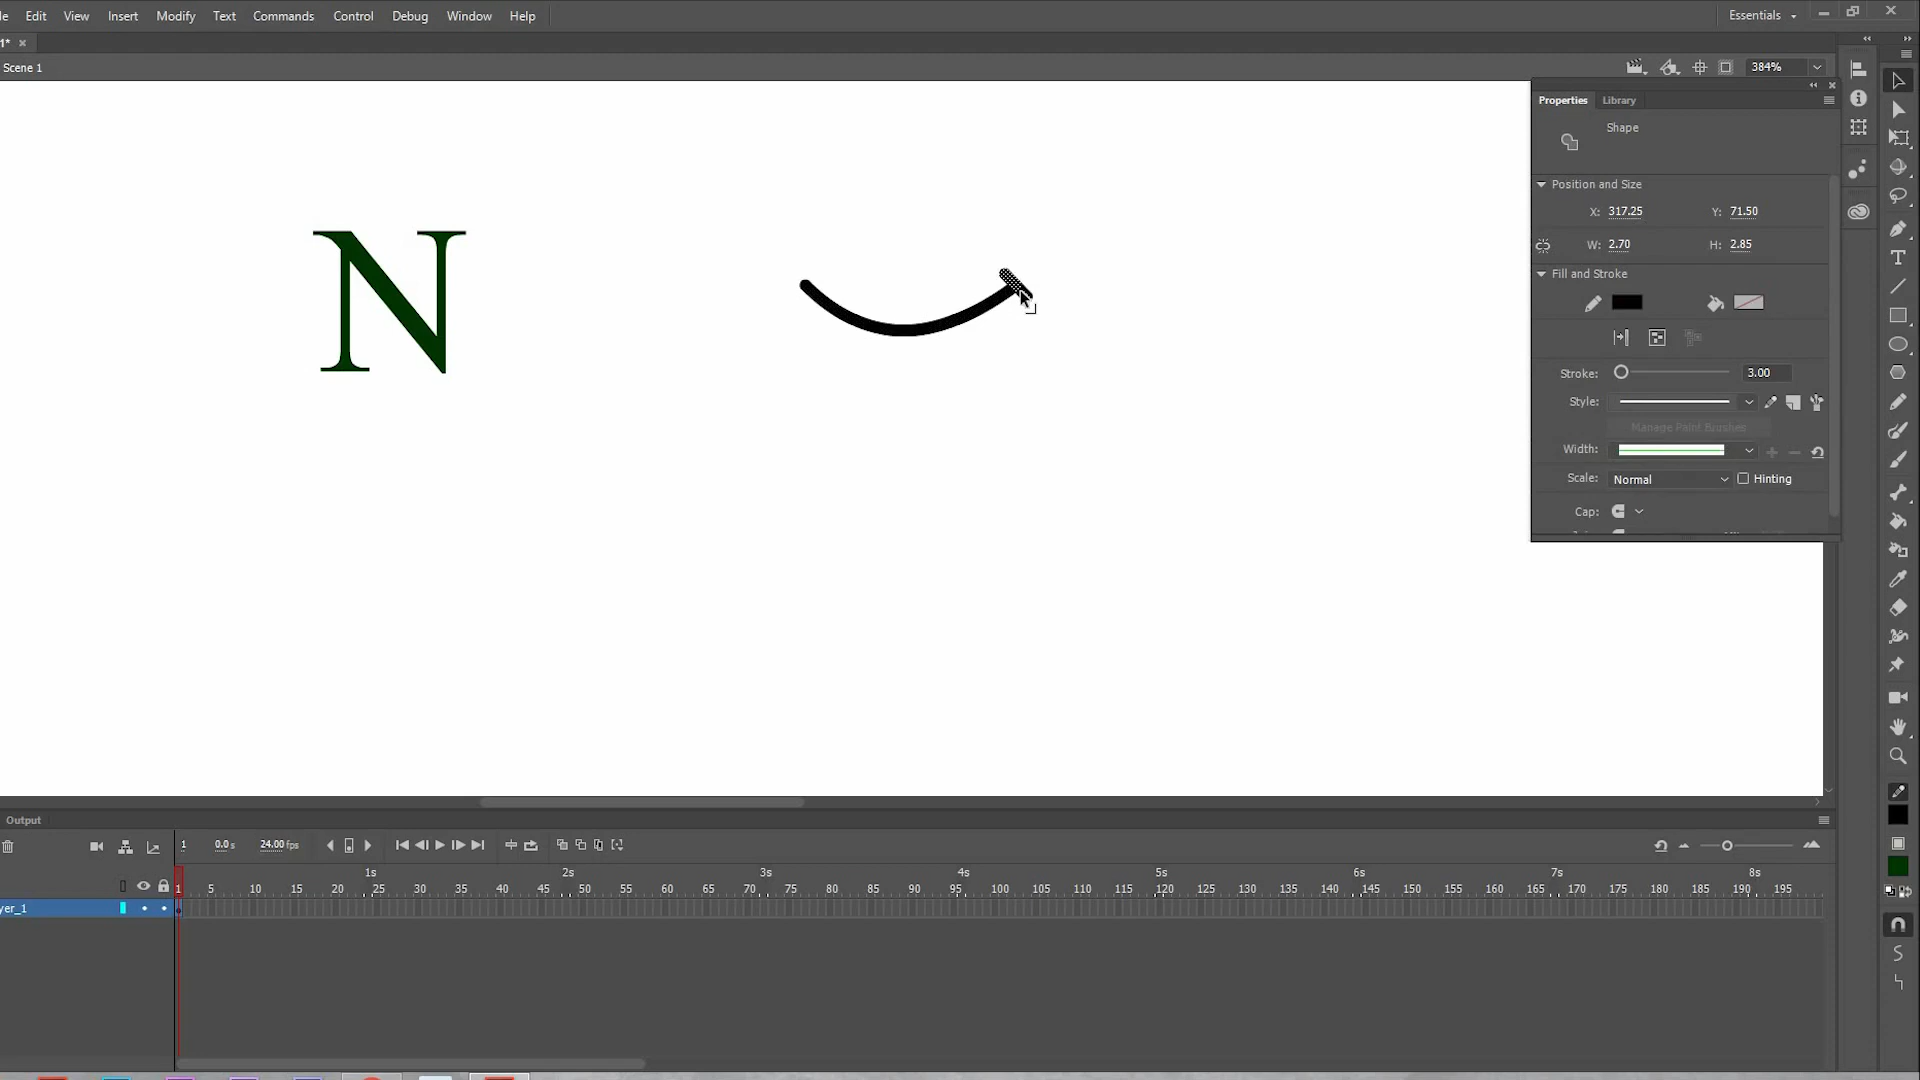 Edit View Insert Modify Text Commands Control Debug Window Help
Essentials
1*
Scene 1
384%
Properties Library
Shape
Position and Size
X: 317.25 Y: 71.50
W: 2.70 H: 2.85
Fill and Stroke
Stroke: 3.00
Style:
Manage Paint Brushes
Width:
Scale: Normal Hinting
Cap:
N
Output
1 0.0 s 24.00 fps
1s 2s 3s 4s 5s 6s 7s 8s
1 5 10 15 20 25 30 35 40 45 50 55 60 65 70 75 80 85 90 95 100 105 110 115 120 125 130 135 140 145 150 155 160 165 170 175 180 185 190 195
yer_1